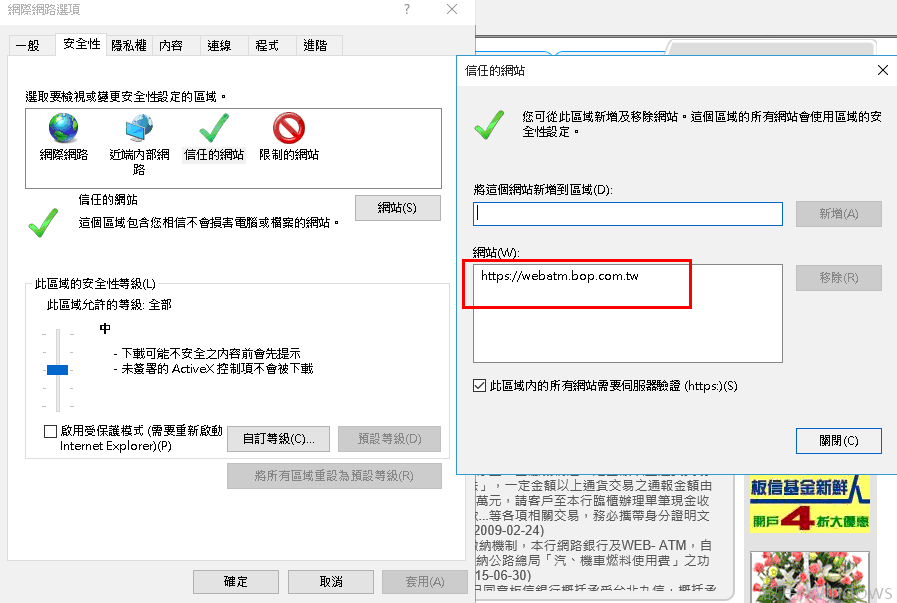 網際網路選項
?
一般 安全性 隱私權 內容 連線 程式 進階
選取要檢視或變更安全性設定的區域。
網際網路
近端內部網
路
信任的網站
限制的網站
信任的網站
這個區域包含您相信不會損害電腦或檔案的網站。
網站(S)
此區域的安全性等級(L)
此區域允許的等級: 全部
中
- 下載可能不安全之內容前會先提示
- 未簽署的 ActiveX 控制項不會被下載
啟用受保護模式 (需要重新啟動
Internet Explorer)(P)
自訂等級(C)...
預設等級(D)
將所有區域重設為預設等級(R)
確定
取消
套用(A)
信任的網站
您可從此區域新增及移除網站。這個區域的所有網站會使用區域的安
全性設定。
將這個網站新增到區域(D):
新增(A)
網站(W):
https://webatm.bop.com.tw
移除(R)
此區域內的所有網站需要伺服器驗證 (https:)(S)
關閉(C)
」，一定金額以上通貨交易之通報金額由
萬元，請客戶至本行臨櫃辦理單筆現金收
...等各項相關交易，務必攜帶身分證明文
2009-02-24)
繳納機制，本行網路銀行及WEB- ATM，自
納公路總局「汽、機車燃料使用費」之功
15-06-30)
板信基金新鮮人
開戶4折大優惠